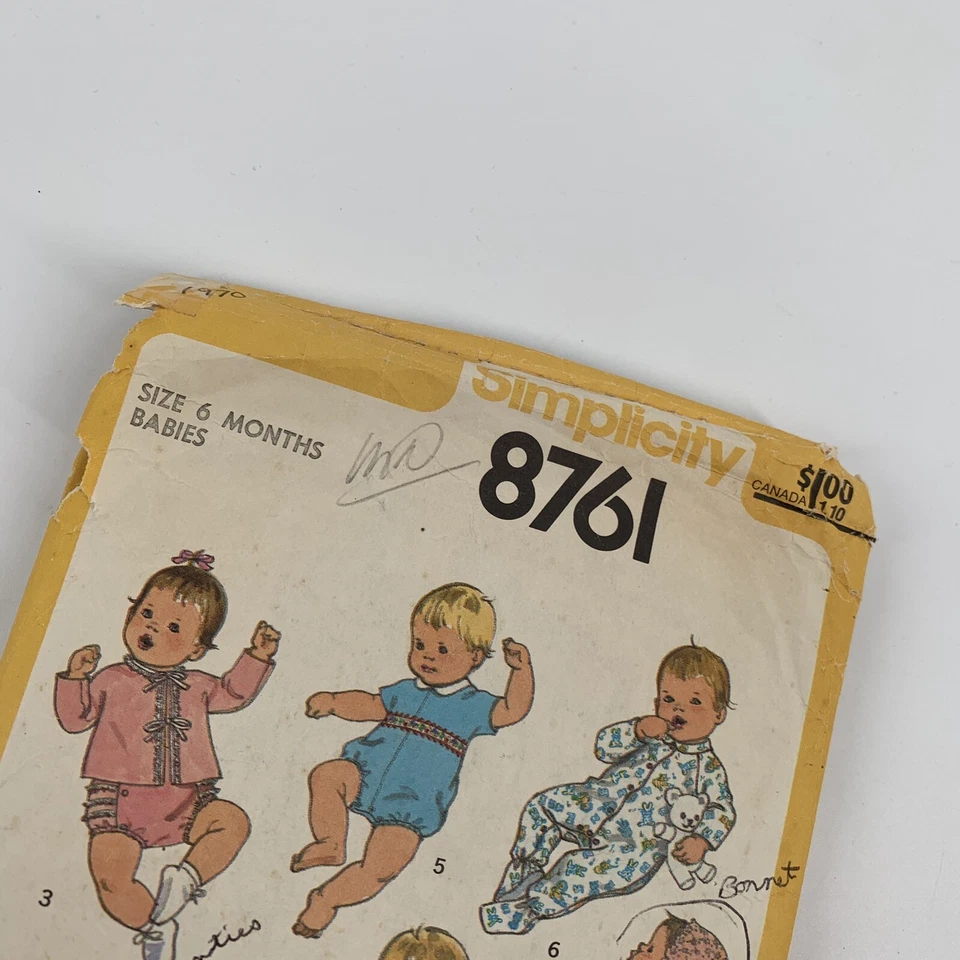 1970
Simplicity
SIZE 6 MONTHS
BABIES
8761
$1.00
CANADA 1.10
3
5
6
Bonnet